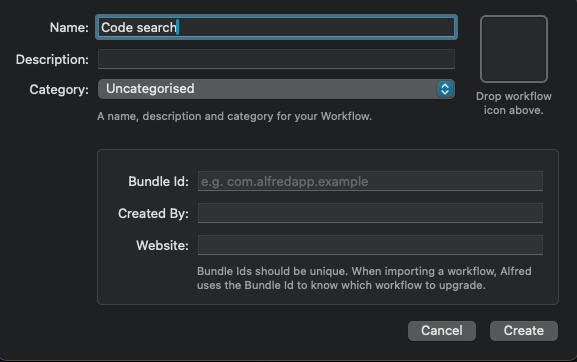 Name: Code search
Description:
Category: Uncategorised
A name, description and category for your Workflow.
Drop workflow
icon above.
Bundle Id: e.g. com.alfredapp.example
Created By:
Website:
Bundle Ids should be unique. When importing a workflow, Alfred
uses the Bundle Id to know which workflow to upgrade.
Cancel Create